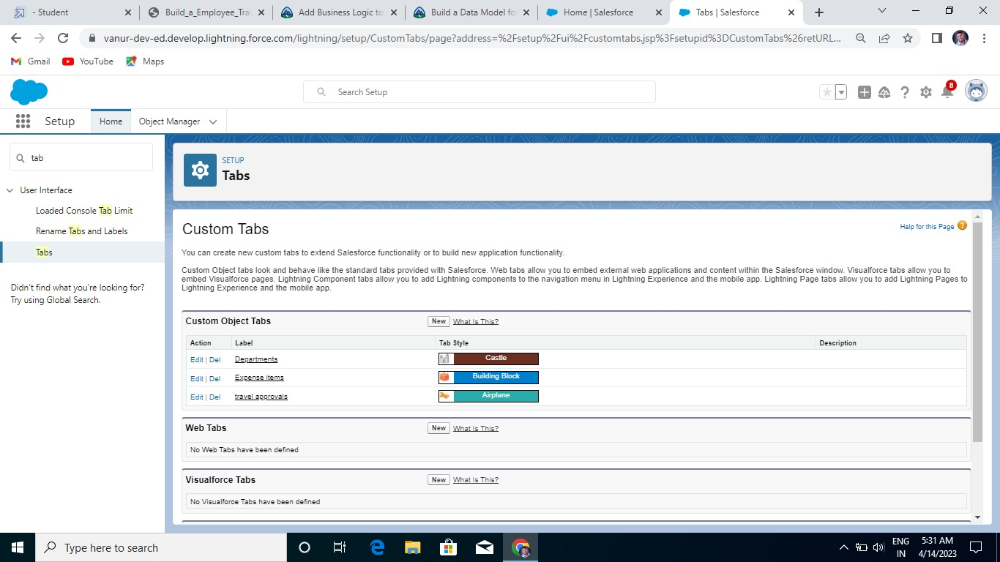 - Student
Build_a_Employee_Tra
Add Business Logic to
Build a Data Model fo
Home | Salesforce
Tabs | Salesforce
vanur-dev-ed.develop.lightning.force.com/lightning/setup/CustomTabs/page?address=%2Fsetup%2Fui%2Fcustomtabs.jsp%3Fsetupid%3DCustomTabs%26retURL...
Gmail
YouTube
Maps
Search Setup
8
Setup
Home
Object Manager
tab
User Interface
Loaded Console Tab Limit
Rename Tabs and Labels
Tabs
Didn't find what you're looking for?
Try using Global Search.
SETUP
Tabs
Custom Tabs
Help for this Page
You can create new custom tabs to extend Salesforce functionality or to build new application functionality.
Custom Object tabs look and behave like the standard tabs provided with Salesforce. Web tabs allow you to embed external web applications and content within the Salesforce window. Visualforce tabs allow you to
embed Visualforce pages. Lightning Component tabs allow you to add Lightning components to the navigation menu in Lightning Experience and the mobile app. Lightning Page tabs allow you to add Lightning Pages to
Lightning Experience and the mobile app.
Custom Object Tabs New What Is This?
Action Label Tab Style Description
Edit | Del Departments Castle
Edit | Del Expense items Building Block
Edit | Del travel approvals Airplane
Web Tabs New What Is This?
No Web Tabs have been defined
Visualforce Tabs New What Is This?
No Visualforce Tabs have been defined
Type here to search
ENG
IN
5:31 AM
4/14/2023